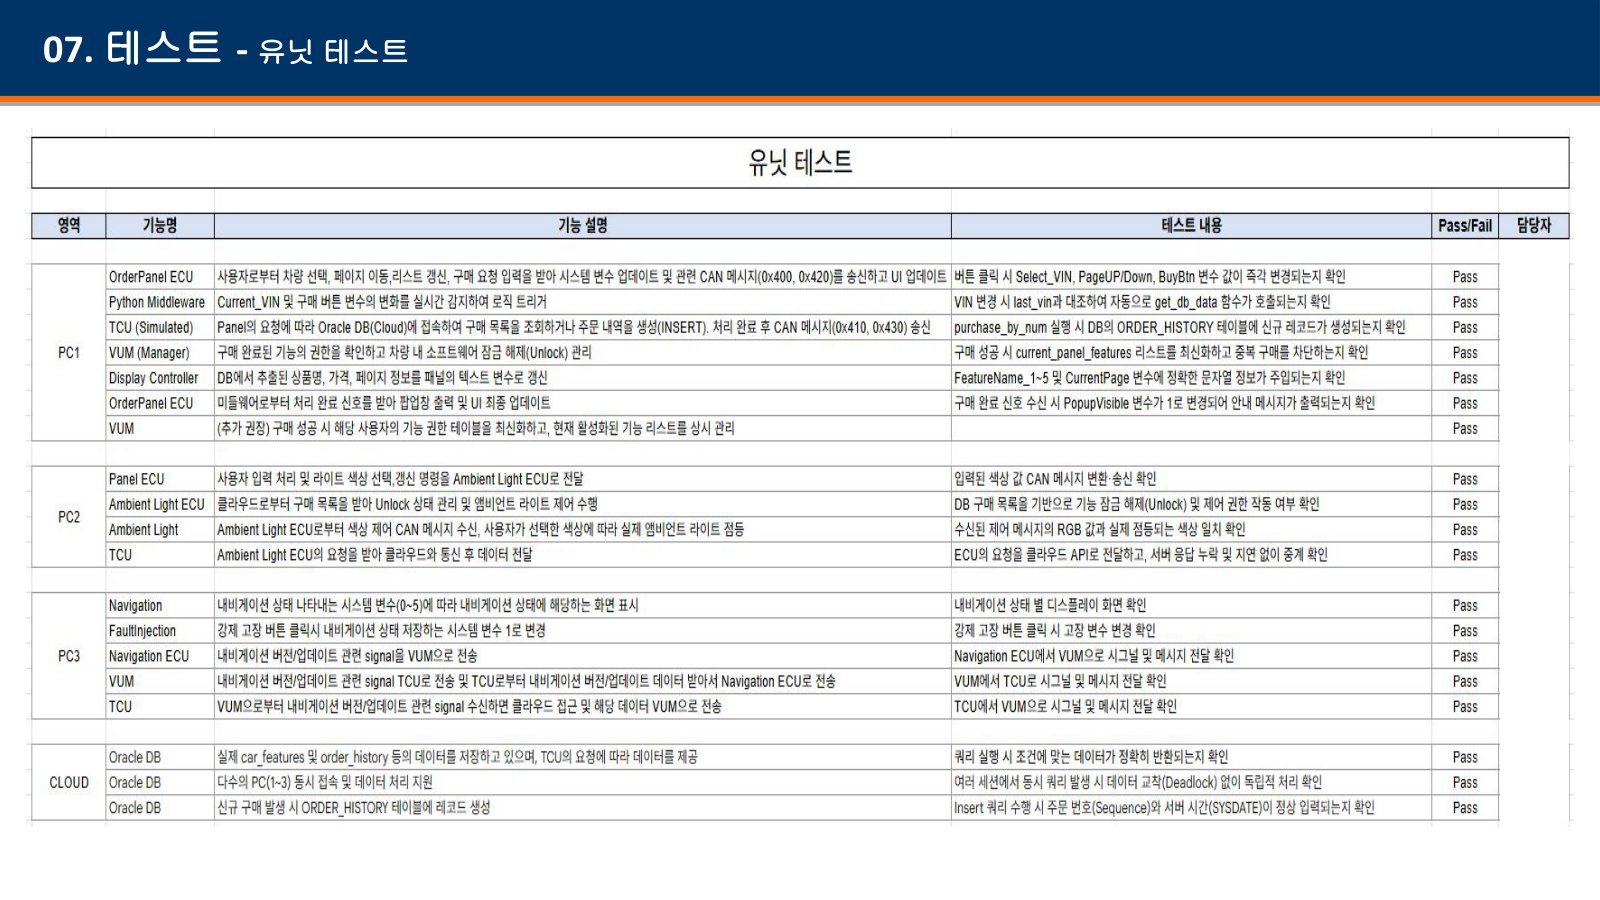 07. 테스트 - 유닛 테스트
유닛 테스트
영역 기능명 기능 설명 테스트 내용 Pass/Fail 담당자
OrderPanel ECU 사용자로부터 차량 선택, 페이지 이동,리스트 갱신, 구매 요청 입력을 받아 시스템 변수 업데이트 및 관련 CAN 메시지(0x400, 0x420)를 송신하고 UI 업데이트 버튼 클릭 시 Select_VIN, PageUP/Down, BuyBtn 변수 값이 즉각 변경되는지 확인 Pass
Python Middleware Current_VIN 및 구매 버튼 변수의 변화를 실시간 감지하여 로직 트리거 VIN 변경 시 last_vin과 대조하여 자동으로 get_db_data 함수가 호출되는지 확인 Pass
TCU (Simulated) Panel의 요청에 따라 Oracle DB(Cloud)에 접속하여 구매 목록을 조회하거나 주문 내역을 생성(INSERT). 처리 완료 후 CAN 메시지(0x410, 0x430) 송신 purchase_by_num 실행 시 DB의 ORDER_HISTORY 테이블에 신규 레코드가 생성되는지 확인 Pass
PC1 VUM (Manager) 구매 완료된 기능의 권한을 확인하고 차량 내 소프트웨어 잠금 해제(Unlock) 관리 구매 성공 시 current_panel_features 리스트를 최신화하고 중복 구매를 차단하는지 확인 Pass
Display Controller DB에서 추출된 상품명, 가격, 페이지 정보를 패널의 텍스트 변수로 갱신 FeatureName_1~5 및 CurrentPage 변수에 정확한 문자열 정보가 주입되는지 확인 Pass
OrderPanel ECU 미들웨어로부터 처리 완료 신호를 받아 팝업창 출력 및 UI 최종 업데이트 구매 완료 신호 수신 시 PopupVisible 변수가 1로 변경되어 안내 메시지가 출력되는지 확인 Pass
VUM (추가 권장) 구매 성공 시 해당 사용자의 기능 권한 테이블을 최신화하고, 현재 활성화된 기능 리스트를 상시 관리 Pass
Panel ECU 사용자 입력 처리 및 라이트 색상 선택,갱신 명령을 Ambient Light ECU로 전달 입력된 색상 값 CAN 메시지 변환·송신 확인 Pass
PC2 Ambient Light ECU 클라우드로부터 구매 목록을 받아 Unlock 상태 관리 및 앰비언트 라이트 제어 수행 DB 구매 목록을 기반으로 기능 잠금 해제(Unlock) 및 제어 권한 작동 여부 확인 Pass
Ambient Light Ambient Light ECU로부터 색상 제어 CAN 메시지 수신, 사용자가 선택한 색상에 따라 실제 앰비언트 라이트 점등 수신된 제어 메시지의 RGB 값과 실제 점등되는 색상 일치 확인 Pass
TCU Ambient Light ECU의 요청을 받아 클라우드와 통신 후 데이터 전달 ECU의 요청을 클라우드 API로 전달하고, 서버 응답 누락 및 지연 없이 중계 확인 Pass
Navigation 내비게이션 상태 나타내는 시스템 변수(0~5)에 따라 내비게이션 상태에 해당하는 화면 표시 내비게이션 상태 별 디스플레이 화면 확인 Pass
FaultInjection 강제 고장 버튼 클릭시 내비게이션 상태 저장하는 시스템 변수 1로 변경 강제 고장 버튼 클릭 시 고장 변수 변경 확인 Pass
PC3 Navigation ECU 내비게이션 버전/업데이트 관련 signal을 VUM으로 전송 Navigation ECU에서 VUM으로 시그널 및 메시지 전달 확인 Pass
VUM 내비게이션 버전/업데이트 관련 signal TCU로 전송 및 TCU로부터 내비게이션 버전/업데이트 데이터 받아서 Navigation ECU로 전송 VUM에서 TCU로 시그널 및 메시지 전달 확인 Pass
TCU VUM으로부터 내비게이션 버전/업데이트 관련 signal 수신하면 클라우드 접근 및 해당 데이터 VUM으로 전송 TCU에서 VUM으로 시그널 및 메시지 전달 확인 Pass
Oracle DB 실제 car_features 및 order_history 등의 데이터를 저장하고 있으며, TCU의 요청에 따라 데이터를 제공 쿼리 실행 시 조건에 맞는 데이터가 정확히 반환되는지 확인 Pass
CLOUD Oracle DB 다수의 PC(1~3) 동시 접속 및 데이터 처리 지원 여러 세션에서 동시 쿼리 발생 시 데이터 교착(Deadlock) 없이 독립적 처리 확인 Pass
Oracle DB 신규 구매 발생 시 ORDER_HISTORY 테이블에 레코드 생성 Insert 쿼리 수행 시 주문 번호(Sequence)와 서버 시간(SYSDATE)이 정상 입력되는지 확인 Pass